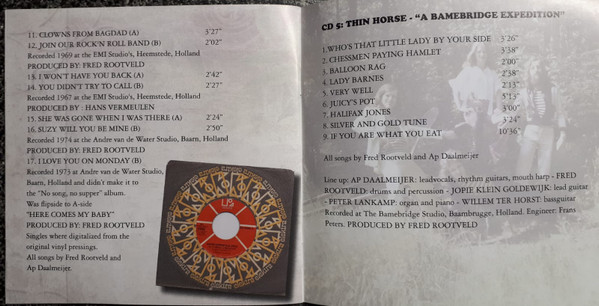 11. CLOWNS FROM BAGDAD (A) 3'27"
12. JOIN OUR ROCK'N ROLL BAND (B) 2'02"
Recorded 1969 at the EMI Studio's, Heemstede, Holland
PRODUCED BY: FRED ROOTVELD
13. I WON'T HAVE YOU BACK (A) 2'42"
14. YOU DIDN'T TRY TO CALL (B) 2'27"
Recorded 1967 at the EMI Studio's, Heemstede, Holland
PRODUCED BY : HANS VERMEULEN
15. SHE WAS GONE WHEN I WAS THERE (A) 2'24"
16. SUZY WILL YOU BE MINE (B) 2'50"
Recorded 1974 at the Andre van de Water Studio, Baarn, Holland
PRODUCED BY: FRED ROOTVELD
17. I LOVE YOU ON MONDAY (B)
Recorded 1973 at Andre van de Water Studio,
Baarn, Holland and didn't make it to
the "No song, no supper" album.
Was flipside to A-side
"HERE COMES MY BABY"
PRODUCED BY: FRED ROOTVELD
Singles where digitalized from the
original vinyl pressings.
All songs by Fred Rootveld and
Ap Daalmeijer.
CD 5: THIN HORSE - "A BAMEBRIDGE EXPEDITION"
1.WHO'S THAT LITTLE LADY BY YOUR SIDE 3'26"
2. CHESSMEN PAYING HAMLET 3'38"
3. BALLOON RAG 2'00"
4. LADY BARNES 2'38"
5. VERY WELL 2'13"
6. JUICY'S POT 5'13"
7. HALIFAX JONES 3'00"
8. SILVER AND GOLD TUNE 3'24"
9. IF YOU ARE WHAT YOU EAT 10'36"
All songs by Fred Rootveld en Ap Daalmeijer
Line up: AP DAALMEIJER: leadvocals, rhythm guitars, mouth harp - FRED
ROOTVELD: drums and percussion - JOPIE KLEIN GOLDEWIJK: lead guitar
- PETER LANKAMP: organ and piano - WILLEM TER HORST: bassguitar
Recorded at The Bamebridge Studio, Baambrugge, Holland. Engineer: Frans
Peters. PRODUCED BY FRED ROOTVELD